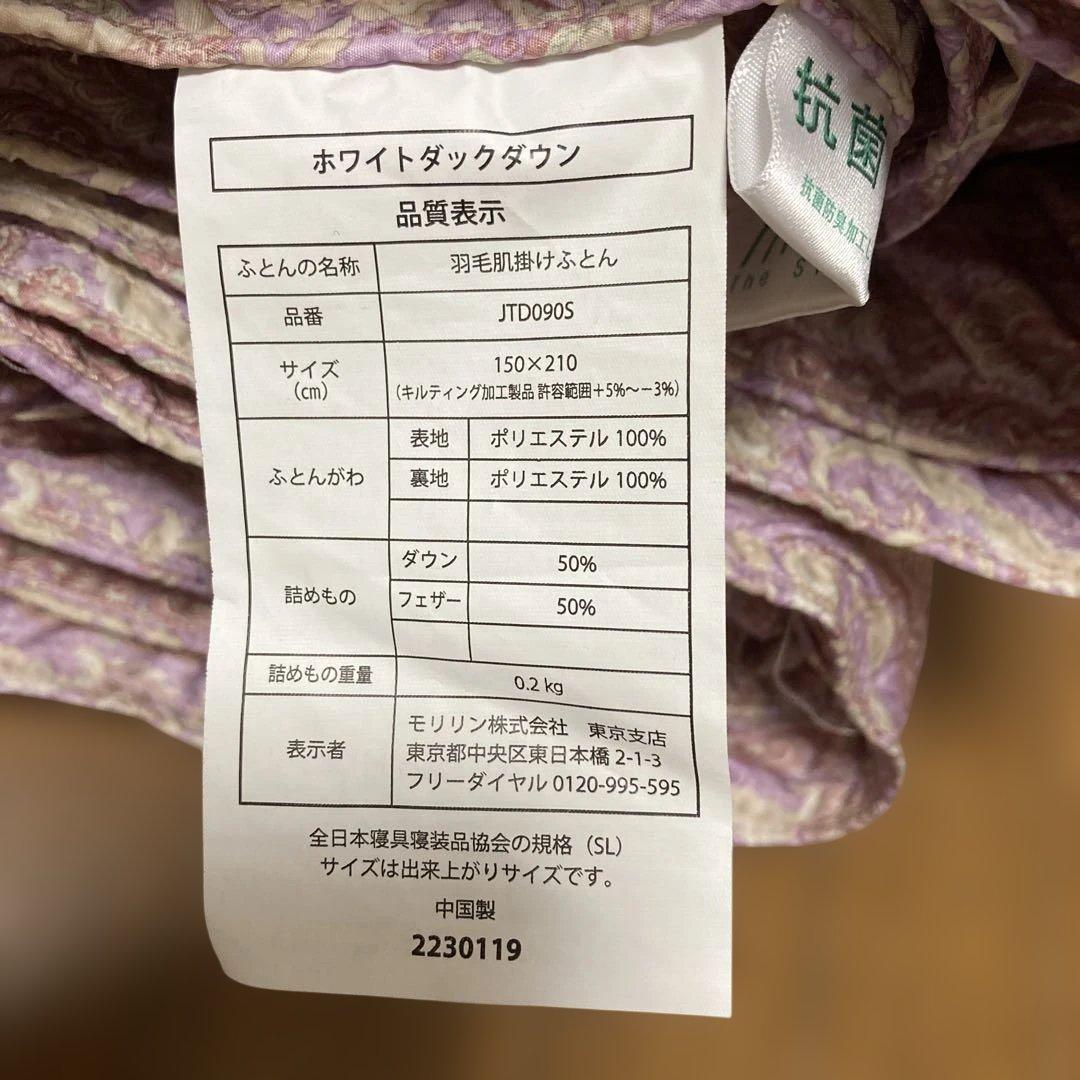 ホワイトダックダウン
品質表示
ふとんの名称 羽毛肌掛けふとん
品番 JTD090S
サイズ
(cm)
150×210
(キルティング加工製品 許容範囲+5%～−3%)
ふとんがわ
表地 ポリエステル 100%
裏地 ポリエステル 100%
詰めもの
ダウン 50%
フェザー 50%
詰めもの重量 0.2 kg
表示者
モリリン株式会社 東京支店
東京都中央区東日本橋 2-1-3
フリーダイヤル 0120-995-595
全日本寝具寝装品協会の規格（SL）
サイズは出来上がりサイズです。
中国製
2230119
抗菌
抗菌防臭加工
The